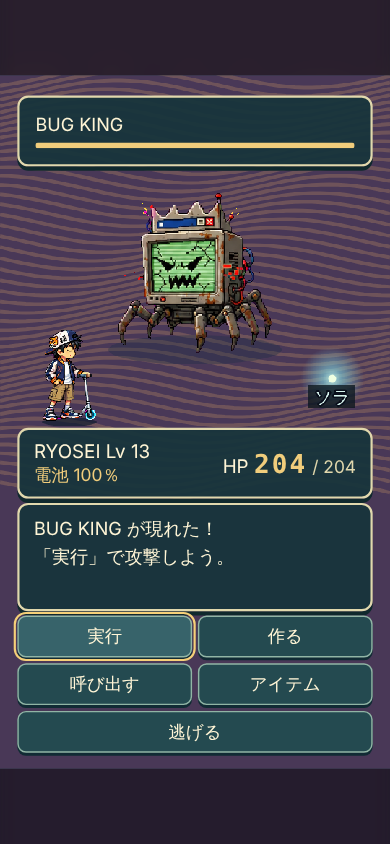 BUG KING
ソラ
RYOSEI Lv 13
電池 100%
HP 204 / 204
BUG KING が現れた！
「実行」で攻撃しよう。
実行
作る
呼び出す
アイテム
逃げる